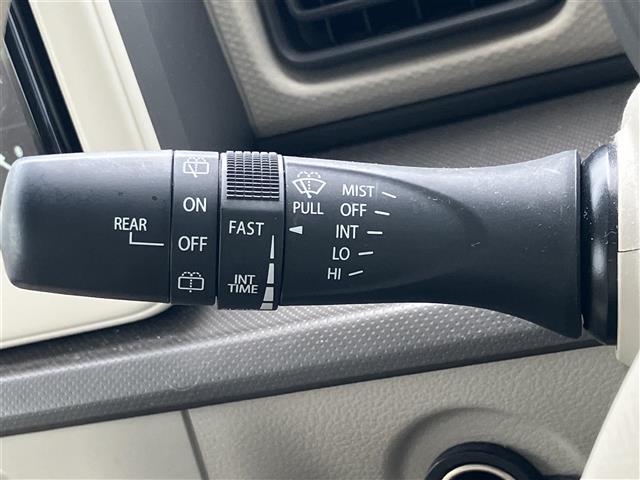 REAR
ON
OFF
FAST
INT
TIME
PULL
MIST
OFF
INT
LO
HI